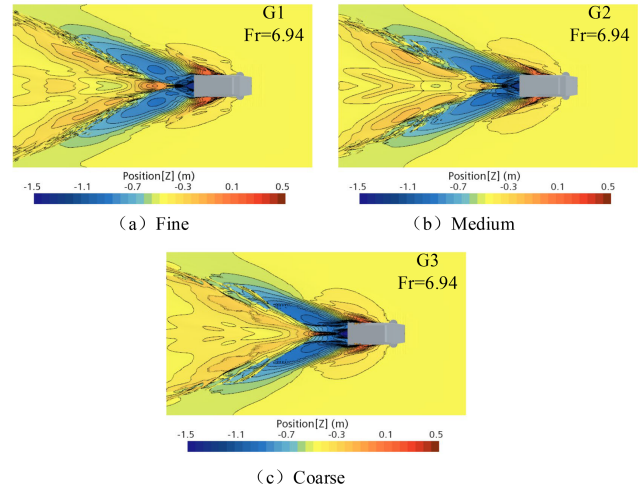 G1
Fr=6.94
Position[Z] (m)
-1.5 -1.1 -0.7 -0.3 0.1 0.5
（a）Fine
G2
Fr=6.94
Position[Z] (m)
-1.5 -1.1 -0.7 -0.3 0.1 0.5
（b）Medium
G3
Fr=6.94
Position[Z] (m)
-1.5 -1.1 -0.7 -0.3 0.1 0.5
（c）Coarse